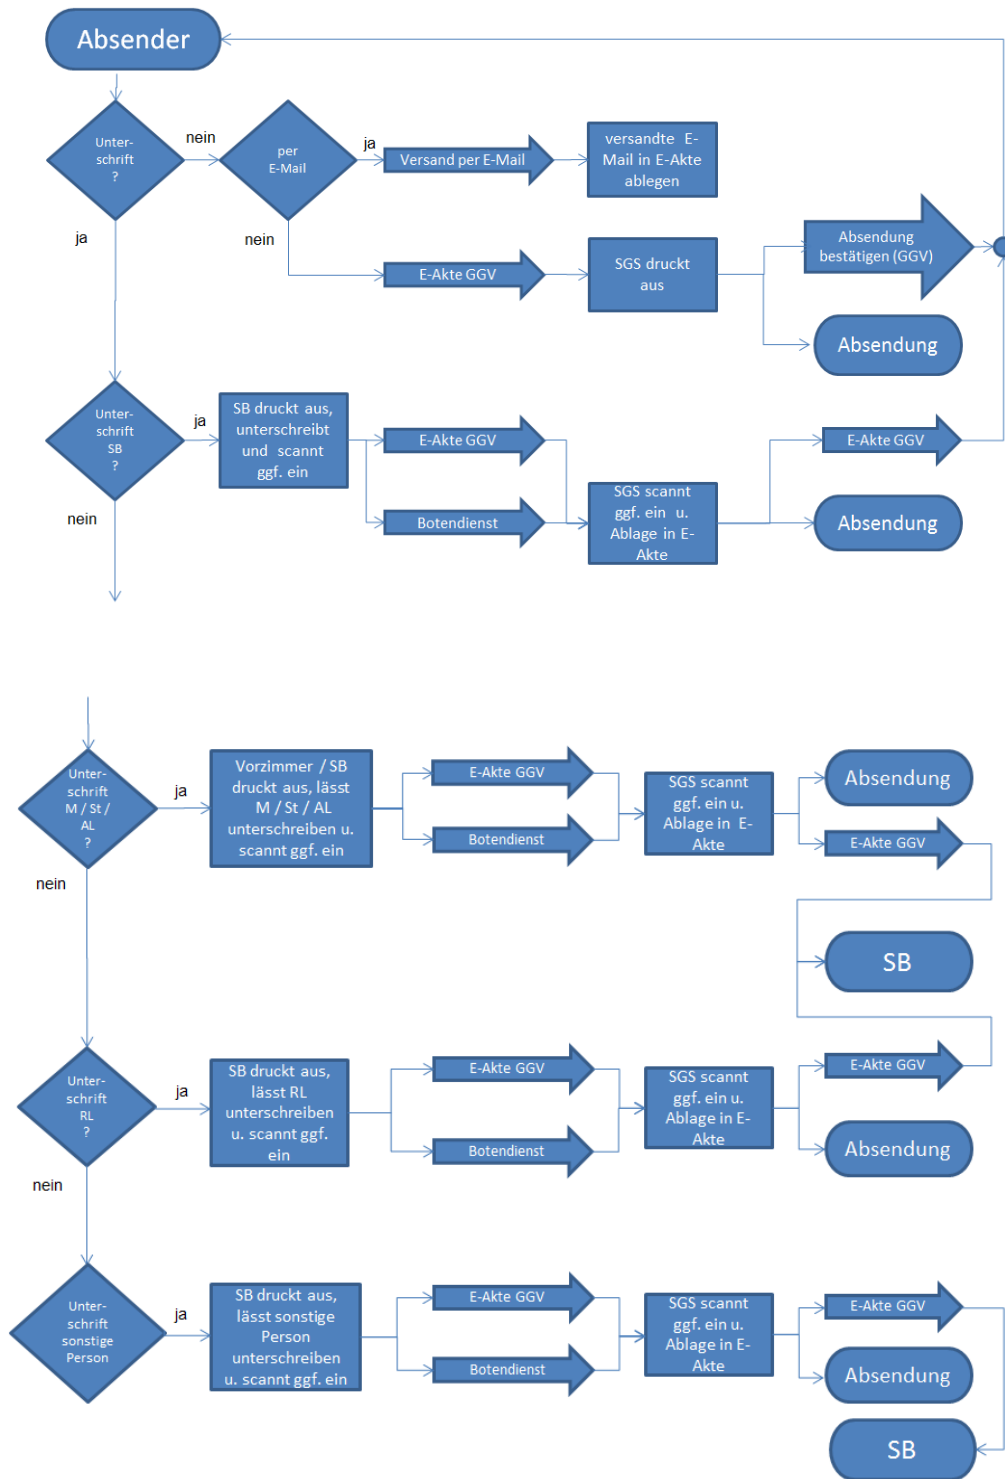 Absender
Unter-
schrift
?
nein
per
E-Mail
ja
Versand per E-Mail
versandte E-
Mail in E-Akte
ablegen
ja
nein
E-Akte GGV
SGS druckt
aus
Absendung
bestätigen (GGV)
Absendung
Unter-
schrift
SB
?
ja
SB druckt aus,
unterschreibt
und scannt
ggf. ein
E-Akte GGV
Botendienst
SGS scannt
ggf. ein u.
Ablage in E-
Akte
E-Akte GGV
Absendung
nein
Unter-
schrift
M / St /
AL
?
ja
Vorzimmer / SB
druckt aus, lässt
M / St / AL
unterschreiben u.
scannt ggf. ein
E-Akte GGV
Botendienst
SGS scannt
ggf. ein u.
Ablage in E-
Akte
Absendung
E-Akte GGV
nein
SB
Unter-
schrift
RL
?
ja
SB druckt aus,
lässt RL
unterschreiben
u. scannt ggf.
ein
E-Akte GGV
Botendienst
SGS scannt
ggf. ein u.
Ablage in E-
Akte
E-Akte GGV
Absendung
nein
Unter-
schrift
sonstige
Person
ja
SB druckt aus,
lässt sonstige
Person
unterschreiben
u. scannt ggf. ein
E-Akte GGV
Botendienst
SGS scannt
ggf. ein u.
Ablage in E-
Akte
E-Akte GGV
Absendung
SB